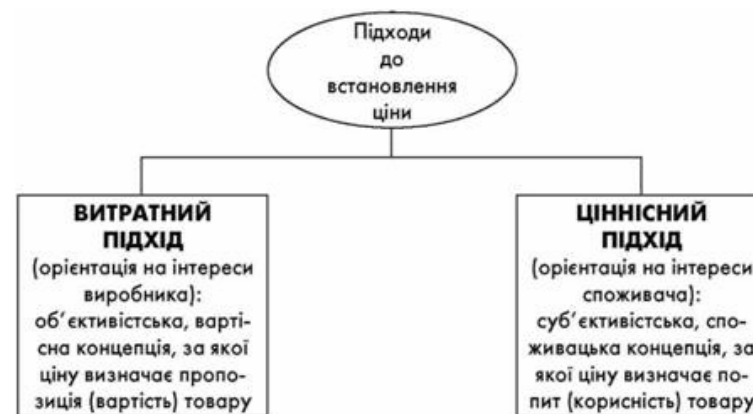 Підходи
до
встановлення
ціни
ВИТРАТНИЙ
ПІДХІД
(орієнтація на інтереси
виробника):
об’єктивістська, варті-
сна концепція, за якої
ціну визначає пропо-
зиція (вартість) товару
ЦІННІСНИЙ
ПІДХІД
(орієнтація на інтереси
споживача):
суб’єктивістська, спо-
живацька концепція, за
якої ціну визначає по-
пит (корисність) товару